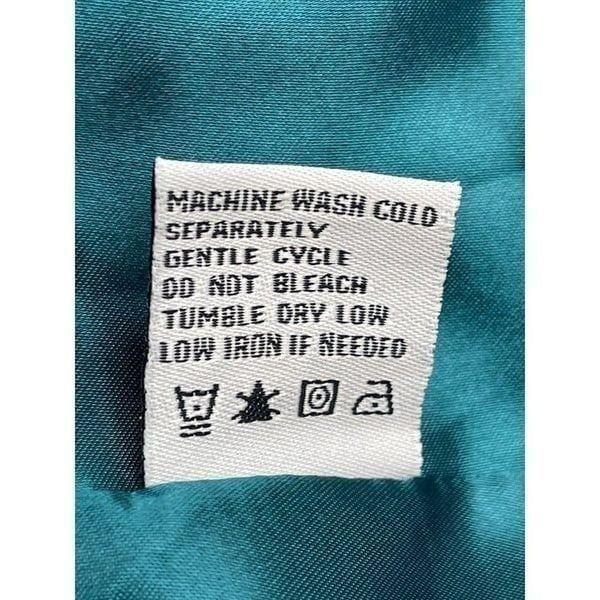 MACHINE WASH COLD
SEPARATELY
GENTLE CYCLE
DO NOT BLEACH
TUMBLE DRY LOW
LOW IRON IF NEEDED